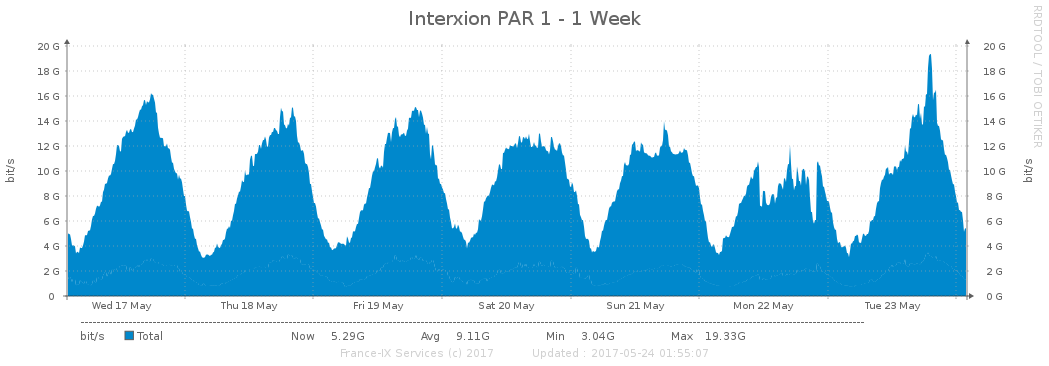 Interxion PAR 1 - 1 Week
RRDTOOL / TOBI OETIKER
20 G 20 G
18 G 18 G
16 G 16 G
14 G 14 G
12 G 12 G
10 G 10 G
8 G 8 G
6 G 6 G
4 G 4 G
2 G 2 G
0 0 G
bit/s bit/s
Wed 17 May Thu 18 May Fri 19 May Sat 20 May Sun 21 May Mon 22 May Tue 23 May
bit/s Total Now 5.29G Avg 9.11G Min 3.04G Max 19.33G
France-IX Services (c) 2017 Updated : 2017-05-24 01:55:07